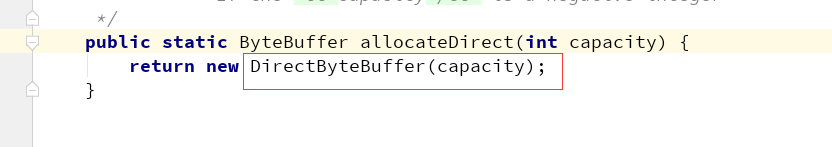 */
public static ByteBuffer allocateDirect(int capacity) {
return new DirectByteBuffer(capacity);
}